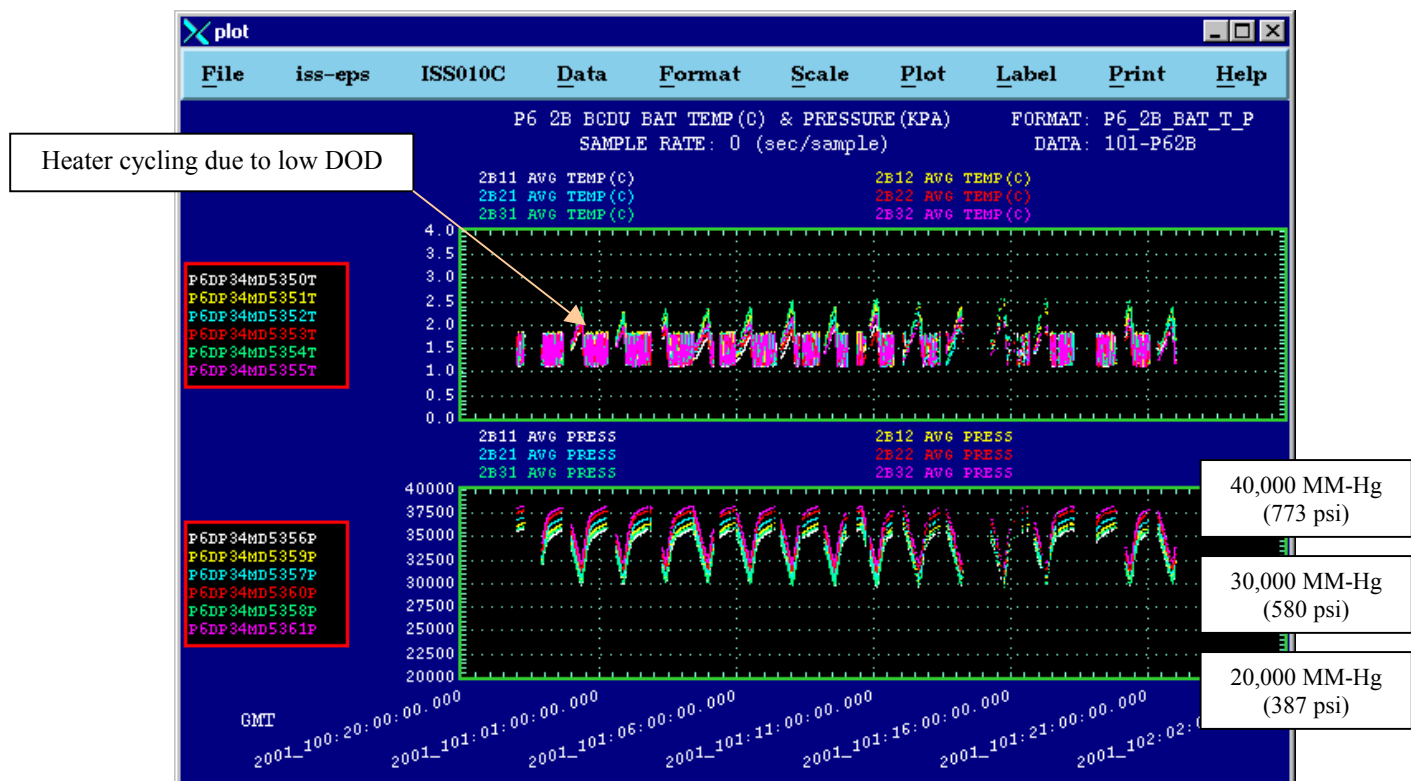 plot
File iss-eps ISS010C Data Format Scale Plot Label Print Help
P6 2B BCDU BAT TEMP(C) & PRESSURE(KPA) FORMAT: P6_2B_BAT_T_P
SAMPLE RATE: 0 (sec/sample) DATA: 101-P62B
Heater cycling due to low DOD
2B11 AVG TEMP(C) 2B12 AVG TEMP(C)
2B21 AVG TEMP(C) 2B22 AVG TEMP(C)
2B31 AVG TEMP(C) 2B32 AVG TEMP(C)
4.0
3.5
3.0
2.5
2.0
1.5
1.0
0.5
0.0
P6DP34MD5350T
P6DP34MD5351T
P6DP34MD5352T
P6DP34MD5353T
P6DP34MD5354T
P6DP34MD5355T
2B11 AVG PRESS 2B12 AVG PRESS
2B21 AVG PRESS 2B22 AVG PRESS
2B31 AVG PRESS 2B32 AVG PRESS
40000
37500
35000
32500
30000
27500
25000
22500
20000
P6DP34MD5356P
P6DP34MD5359P
P6DP34MD5357P
P6DP34MD5360P
P6DP34MD5358P
P6DP34MD5361P
40,000 MM-Hg
(773 psi)
30,000 MM-Hg
(580 psi)
20,000 MM-Hg
(387 psi)
GMT
2001_100:20:00:00.000
2001_101:01:00:00.000
2001_101:06:00:00.000
2001_101:11:00:00.000
2001_101:16:00:00.000
2001_101:21:00:00.000
2001_102:02: